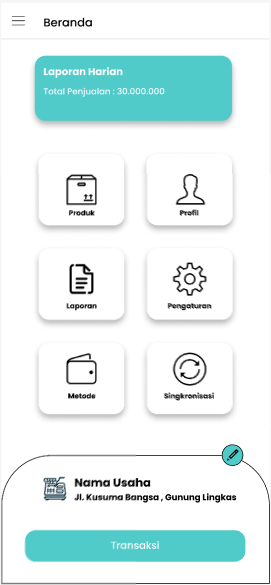 Beranda
Laporan Harian
Total Penjualan : 30.000.000
Produk
Profil
Laporan
Pengaturan
Metode
Singkronisasi
Nama Usaha
Jl. Kusuma Bangsa , Gunung Lingkas
Transaksi